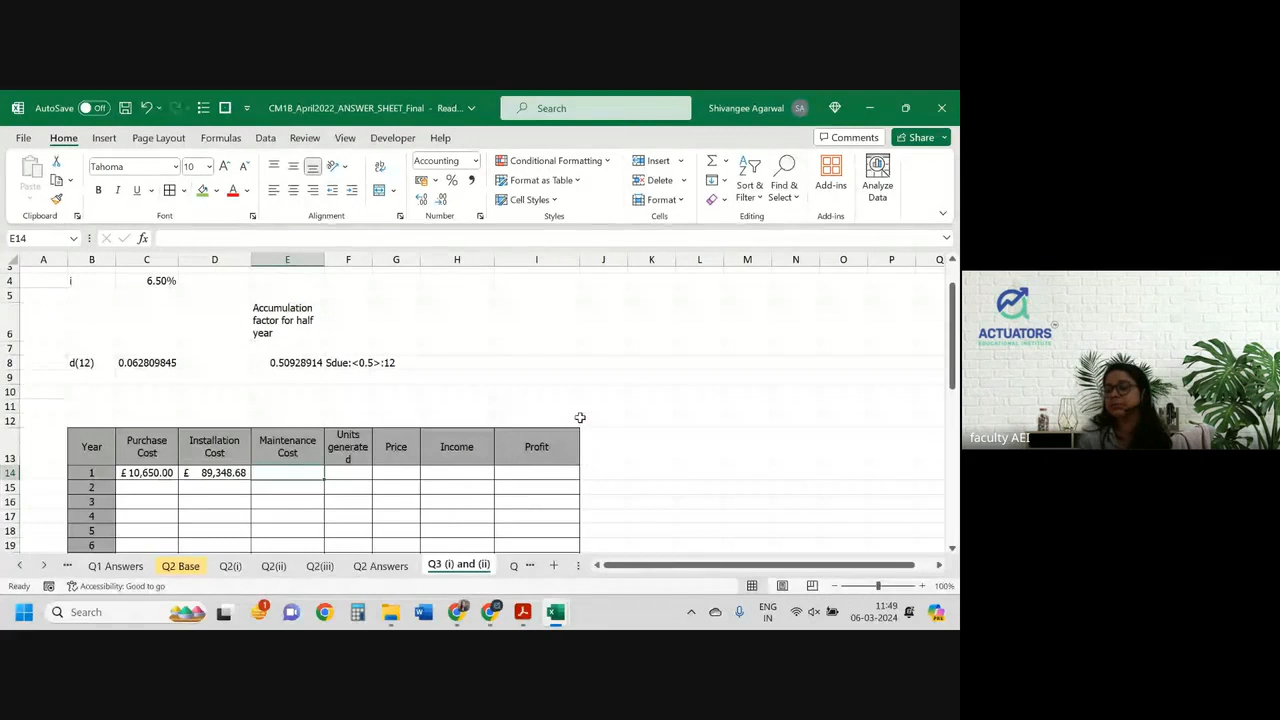 AutoSave Off CM1B_April2022_ANSWER_SHEET_Final - Read... Search Shivangee Agarwal SA
File Home Insert Page Layout Formulas Data Review View Developer Help Comments Share
Paste Tahoma 10 Accounting Conditional Formatting Insert
B I U Format as Table Delete Sort & Filter Find & Select Add-ins Analyze Data
Cell Styles Format
Clipboard Font Alignment Number Styles Cells Editing Add-ins
E14 fx
A B C D E F G H I J K L M N O P Q
3
4 i 6.50%
5
6 Accumulation factor for half year
7
8 d(12) 0.062809845 0.50928914 Sdue:<0.5>:12
9
10
11
12
13 Year Purchase Cost Installation Cost Maintenance Cost Units generated Price Income Profit
14 1 £ 10,650.00 £ 89,348.68
15 2
16 3
17 4
18 5
19 6
Q1 Answers Q2 Base Q2(i) Q2(ii) Q2(iii) Q2 Answers Q3 (i) and (ii) Q
Ready Accessibility: Good to go 100%
Search ENG IN 11:49 06-03-2024
ACTUATORS
EDUCATIONAL INSTITUTE
faculty AEI